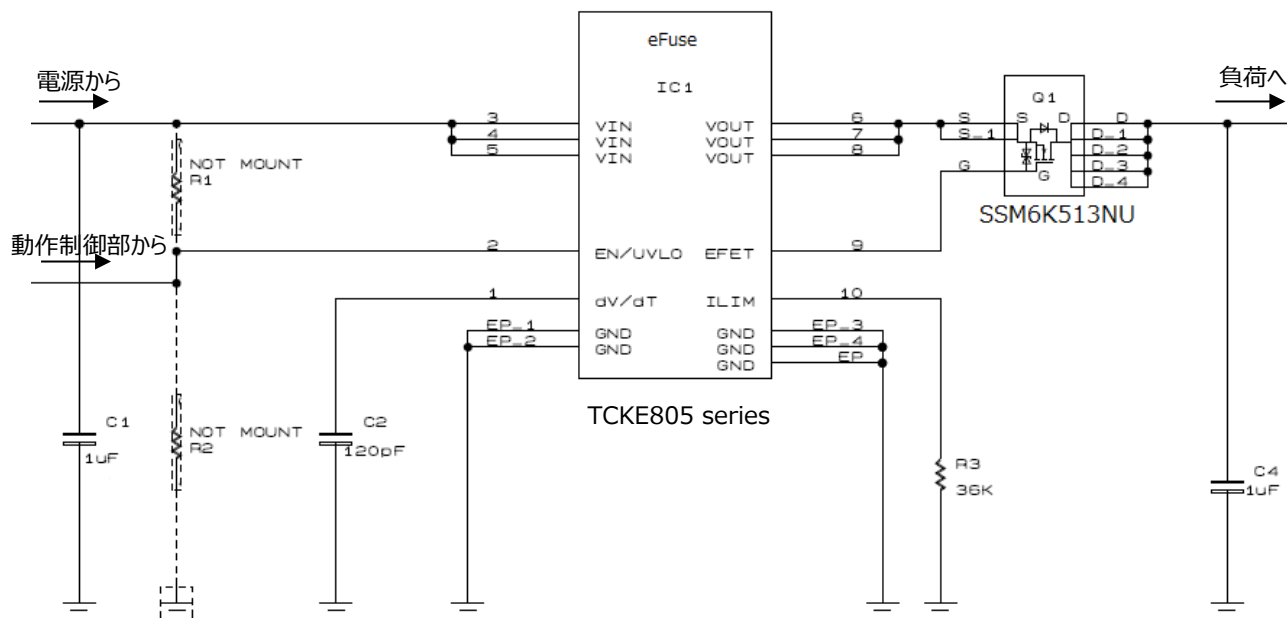 eFuse
IC1
電源から
負荷へ
Q1
3
4
5
VIN
VIN
VIN
VOUT
VOUT
VOUT
6
7
8
S
S_1
G
S
D
G
D
D_1
D_2
D_3
D_4
SSM6K513NU
NOT MOUNT
R1
動作制御部から
2
EN/UVLO
EFET
9
1
dV/dT
ILIM
10
EP_1
EP_2
GND
GND
GND
GND
GND
EP_3
EP_4
EP
TCKE805 series
C1
1uF
NOT MOUNT
R2
C2
120pF
R3
36K
C4
1uF